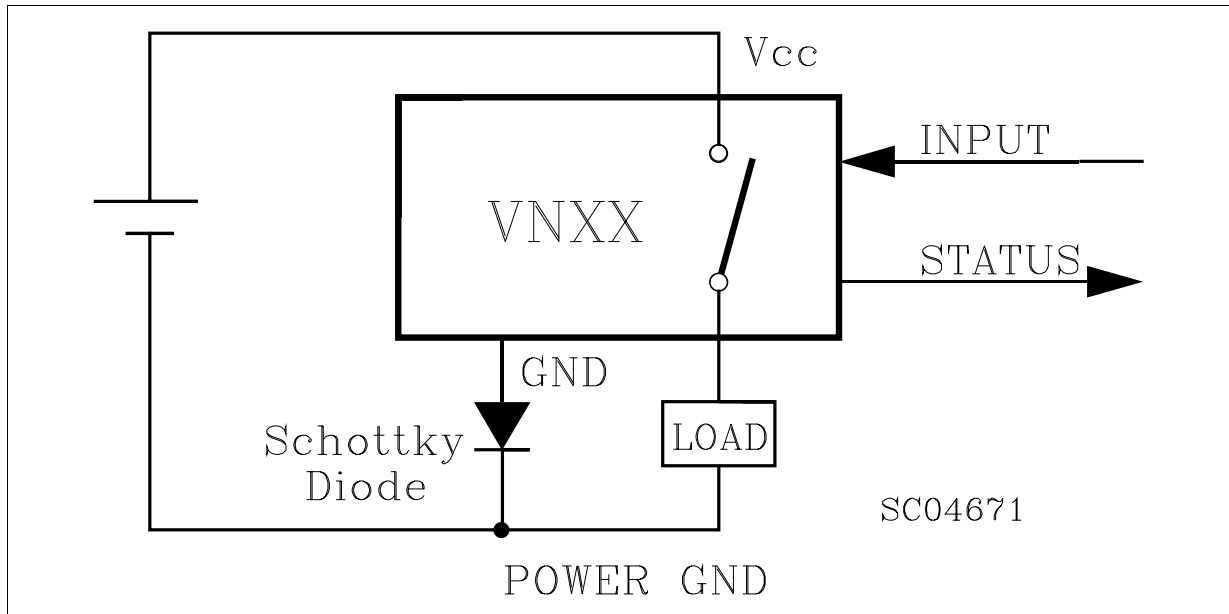 Vcc
INPUT
VNXX
STATUS
GND
Schottky
Diode
LOAD
SC04671
POWER GND